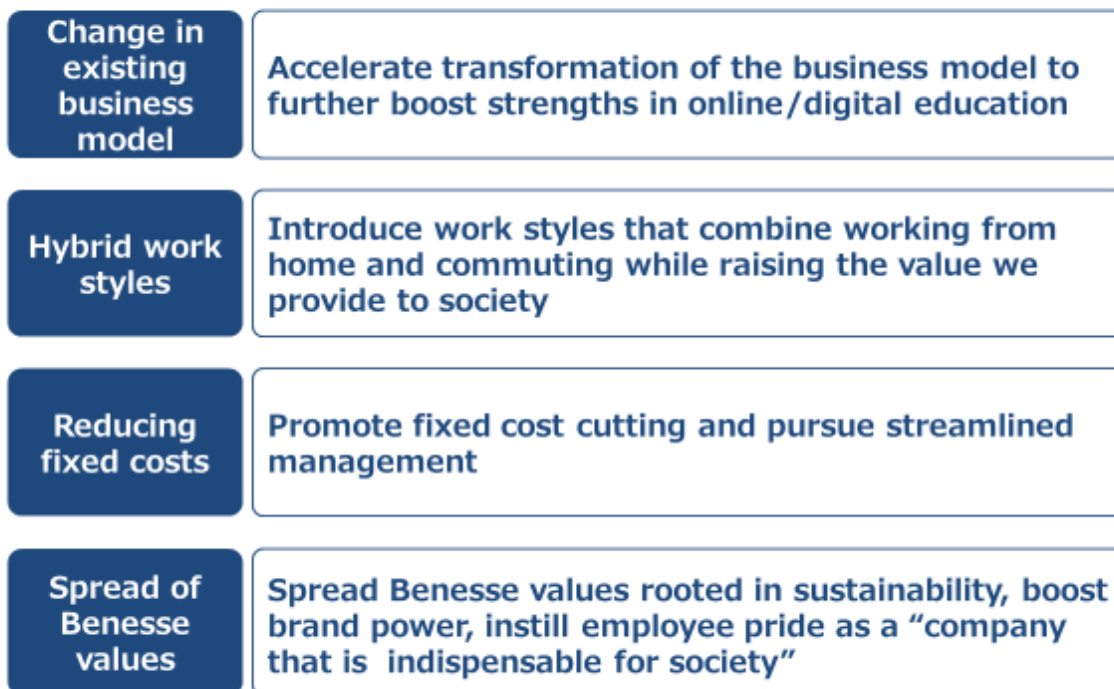 Change in
existing
business
model
Accelerate transformation of the business model to
further boost strengths in online/digital education
Hybrid work
styles
Introduce work styles that combine working from
home and commuting while raising the value we
provide to society
Reducing
fixed costs
Promote fixed cost cutting and pursue streamlined
management
Spread of
Benesse
values
Spread Benesse values rooted in sustainability, boost
brand power, instill employee pride as a “company
that is  indispensable for society”